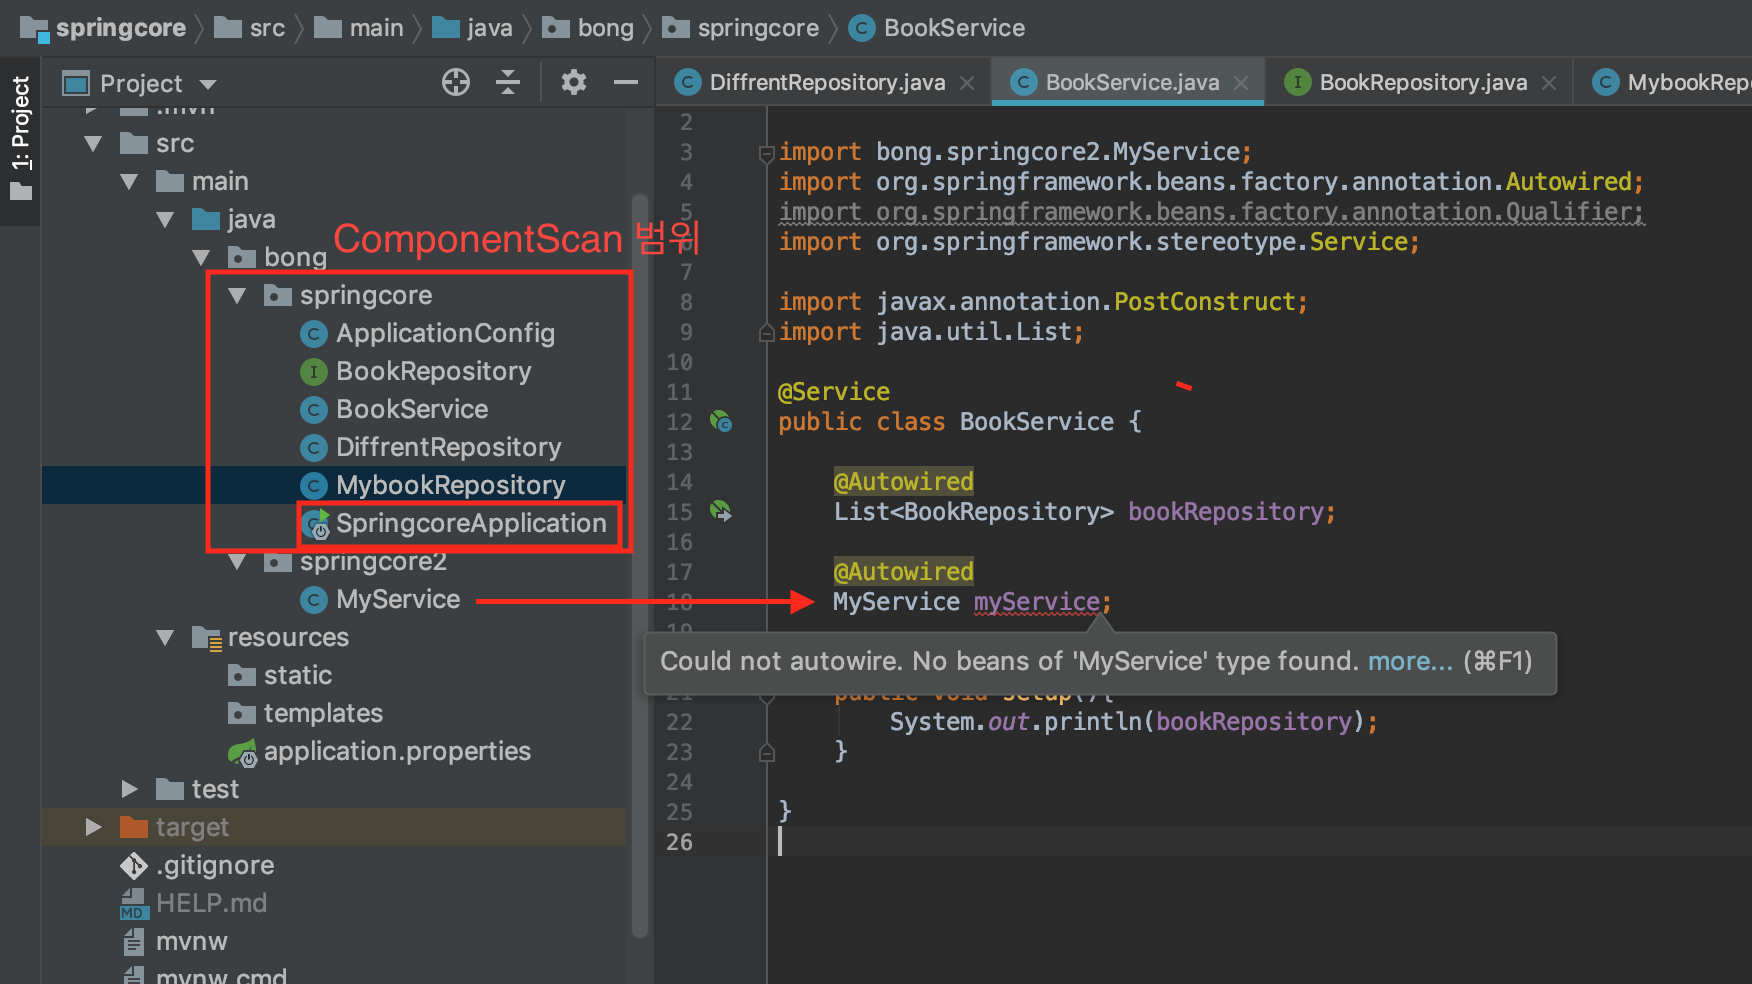 springcore
src
main
java
bong
springcore
BookService
1: Project
Project
DiffrentRepository.java
BookService.java
BookRepository.java
.mvn
src
main
java
bong
ComponentScan 범위
springcore
ApplicationConfig
BookRepository
BookService
DiffrentRepository
MybookRepository
SpringcoreApplication
springcore2
MyService
resources
static
templates
application.properties
test
target
.gitignore
HELP.md
mvnw
mvnw.cmd
2
3 import bong.springcore2.MyService;
4 import org.springframework.beans.factory.annotation.Autowired;
5 import org.springframework.beans.factory.annotation.Qualifier;
import org.springframework.stereotype.Service;
7
8 import javax.annotation.PostConstruct;
9 import java.util.List;
10
11 @Service
12 public class BookService {
13
14 @Autowired
15 List<BookRepository> bookRepository;
16
17 @Autowired
18 MyService myService;
19
Could not autowire. No beans of 'MyService' type found. more... (⌘F1)
21 public void setup(){
22 System.out.println(bookRepository);
23 }
24
25 }
26